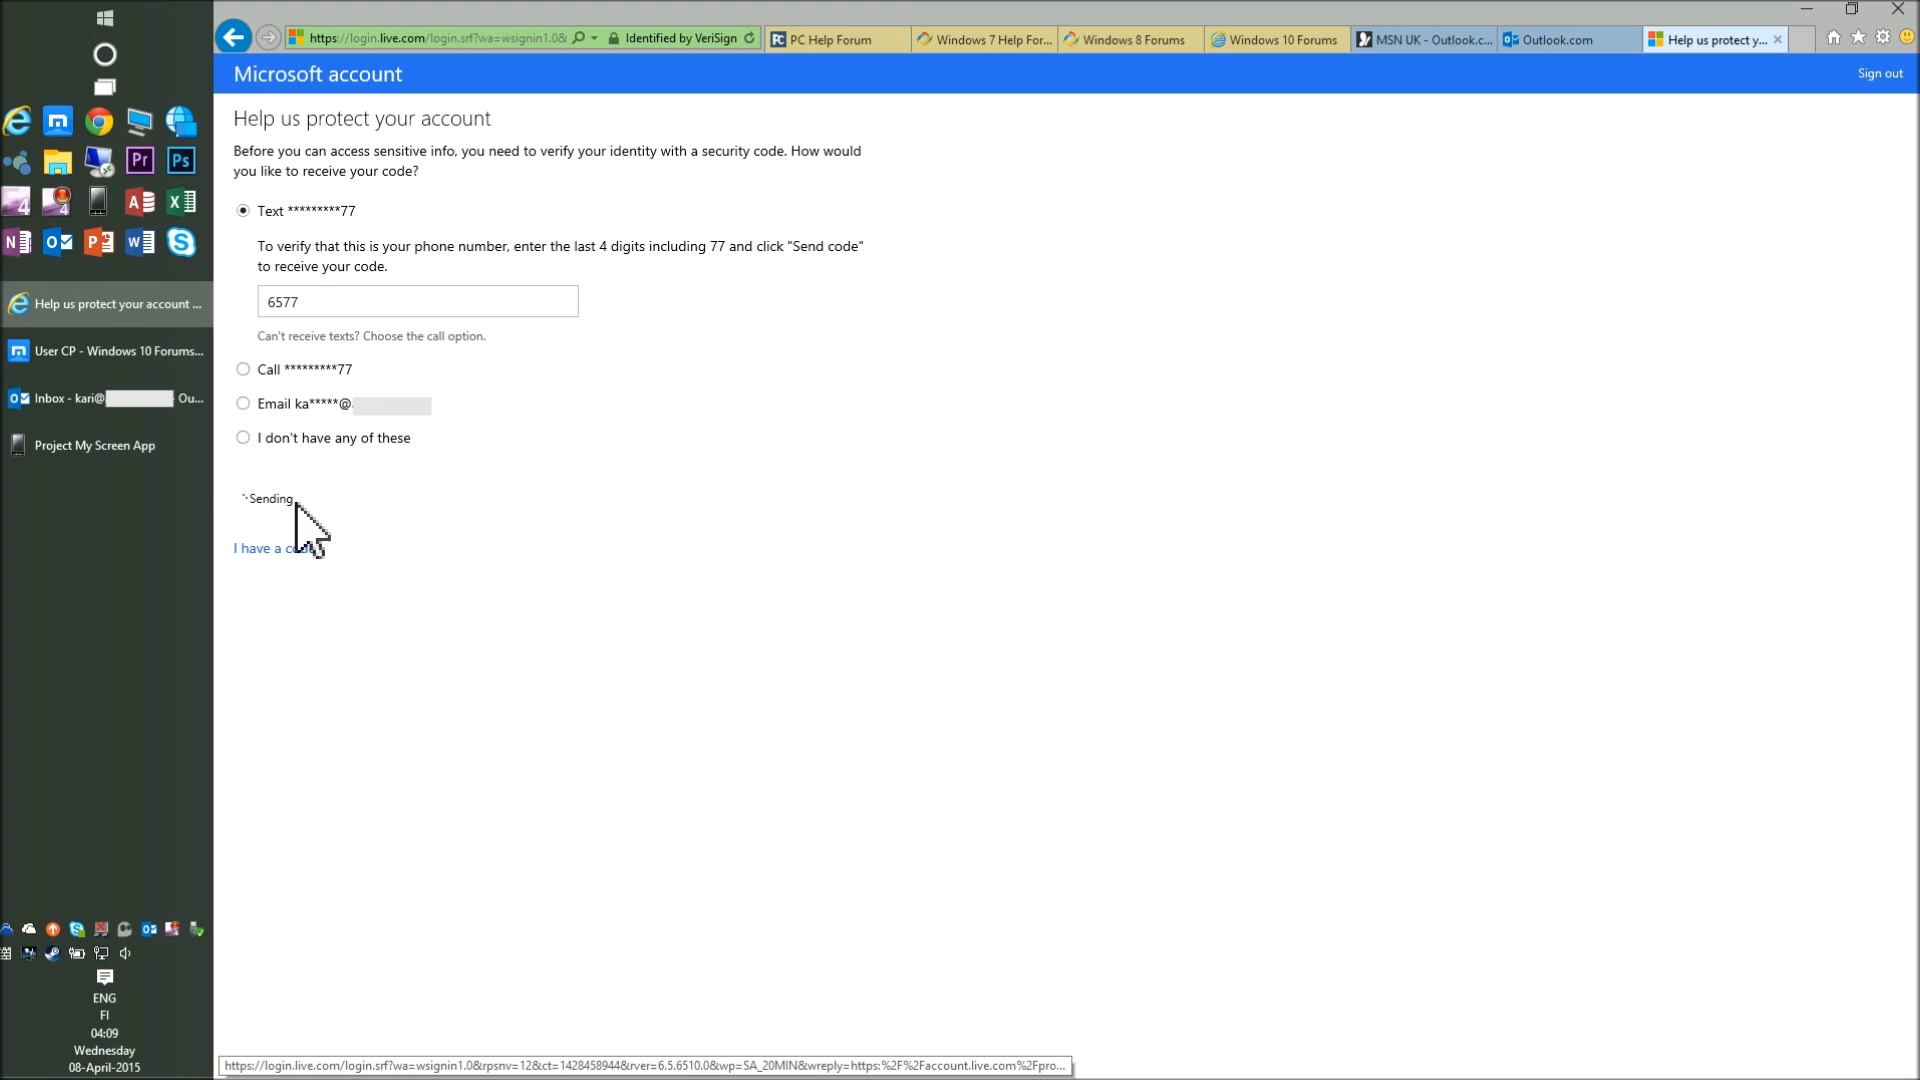 https://login.live.com/login.srf?wa=wsignin1.0&
Identified by VeriSign
PC Help Forum
Windows 7 Help For...
Windows 8 Forums
Windows 10 Forums
MSN UK - Outlook.c...
Outlook.com
Help us protect y...
Microsoft account
Sign out
Help us protect your account
Before you can access sensitive info, you need to verify your identity with a security code. How would
you like to receive your code?
Text *********77
To verify that this is your phone number, enter the last 4 digits including 77 and click "Send code"
to receive your code.
6577
Can't receive texts? Choose the call option.
Call *********77
Email ka*****@
I don't have any of these
Sending
I have a
Help us protect your account ...
User CP - Windows 10 Forums...
Inbox - kari@ Ou...
Project My Screen App
ENG
FI
04:09
Wednesday
08-April-2015
https://login.live.com/login.srf?wa=wsignin1.0&rpsnv=12&ct=1428458944&rver=6.5.6510.0&wp=SA_20MIN&wreply=https:%2F%2Faccount.live.com%2Fpro...